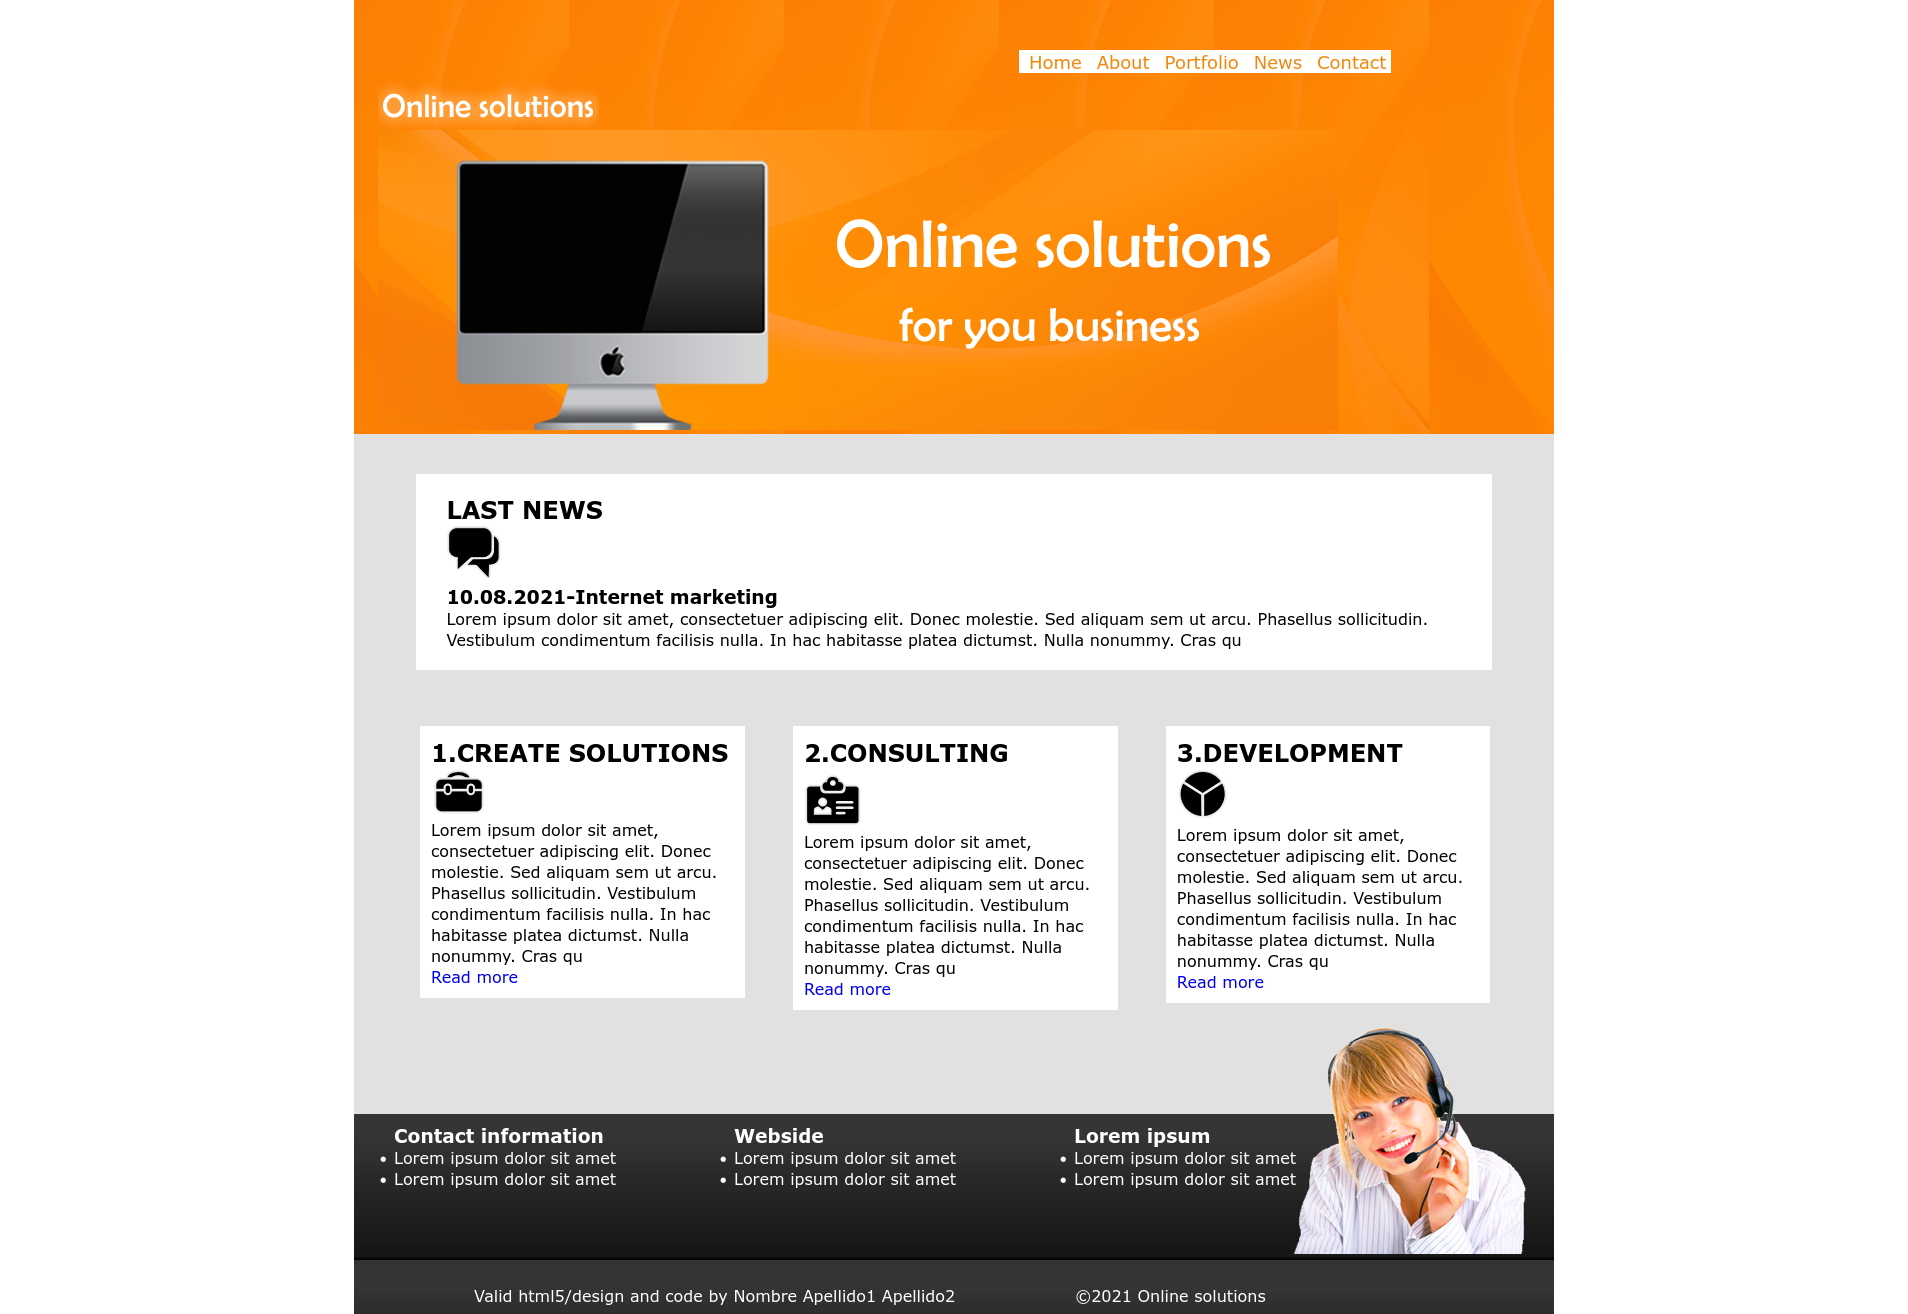 Home About Portfolio News Contact
Online solutions
Online solutions
for you business
LAST NEWS
10.08.2021-Internet marketing
Lorem ipsum dolor sit amet, consectetuer adipiscing elit. Donec molestie. Sed aliquam sem ut arcu. Phasellus sollicitudin.
Vestibulum condimentum facilisis nulla. In hac habitasse platea dictumst. Nulla nonummy. Cras qu
1.CREATE SOLUTIONS
Lorem ipsum dolor sit amet,
consectetuer adipiscing elit. Donec
molestie. Sed aliquam sem ut arcu.
Phasellus sollicitudin. Vestibulum
condimentum facilisis nulla. In hac
habitasse platea dictumst. Nulla
nonummy. Cras qu
Read more
2.CONSULTING
Lorem ipsum dolor sit amet,
consectetuer adipiscing elit. Donec
molestie. Sed aliquam sem ut arcu.
Phasellus sollicitudin. Vestibulum
condimentum facilisis nulla. In hac
habitasse platea dictumst. Nulla
nonummy. Cras qu
Read more
3.DEVELOPMENT
Lorem ipsum dolor sit amet,
consectetuer adipiscing elit. Donec
molestie. Sed aliquam sem ut arcu.
Phasellus sollicitudin. Vestibulum
condimentum facilisis nulla. In hac
habitasse platea dictumst. Nulla
nonummy. Cras qu
Read more
Contact information
• Lorem ipsum dolor sit amet
• Lorem ipsum dolor sit amet
Webside
• Lorem ipsum dolor sit amet
• Lorem ipsum dolor sit amet
Lorem ipsum
• Lorem ipsum dolor sit amet
• Lorem ipsum dolor sit amet
Valid html5/design and code by Nombre Apellido1 Apellido2
©2021 Online solutions